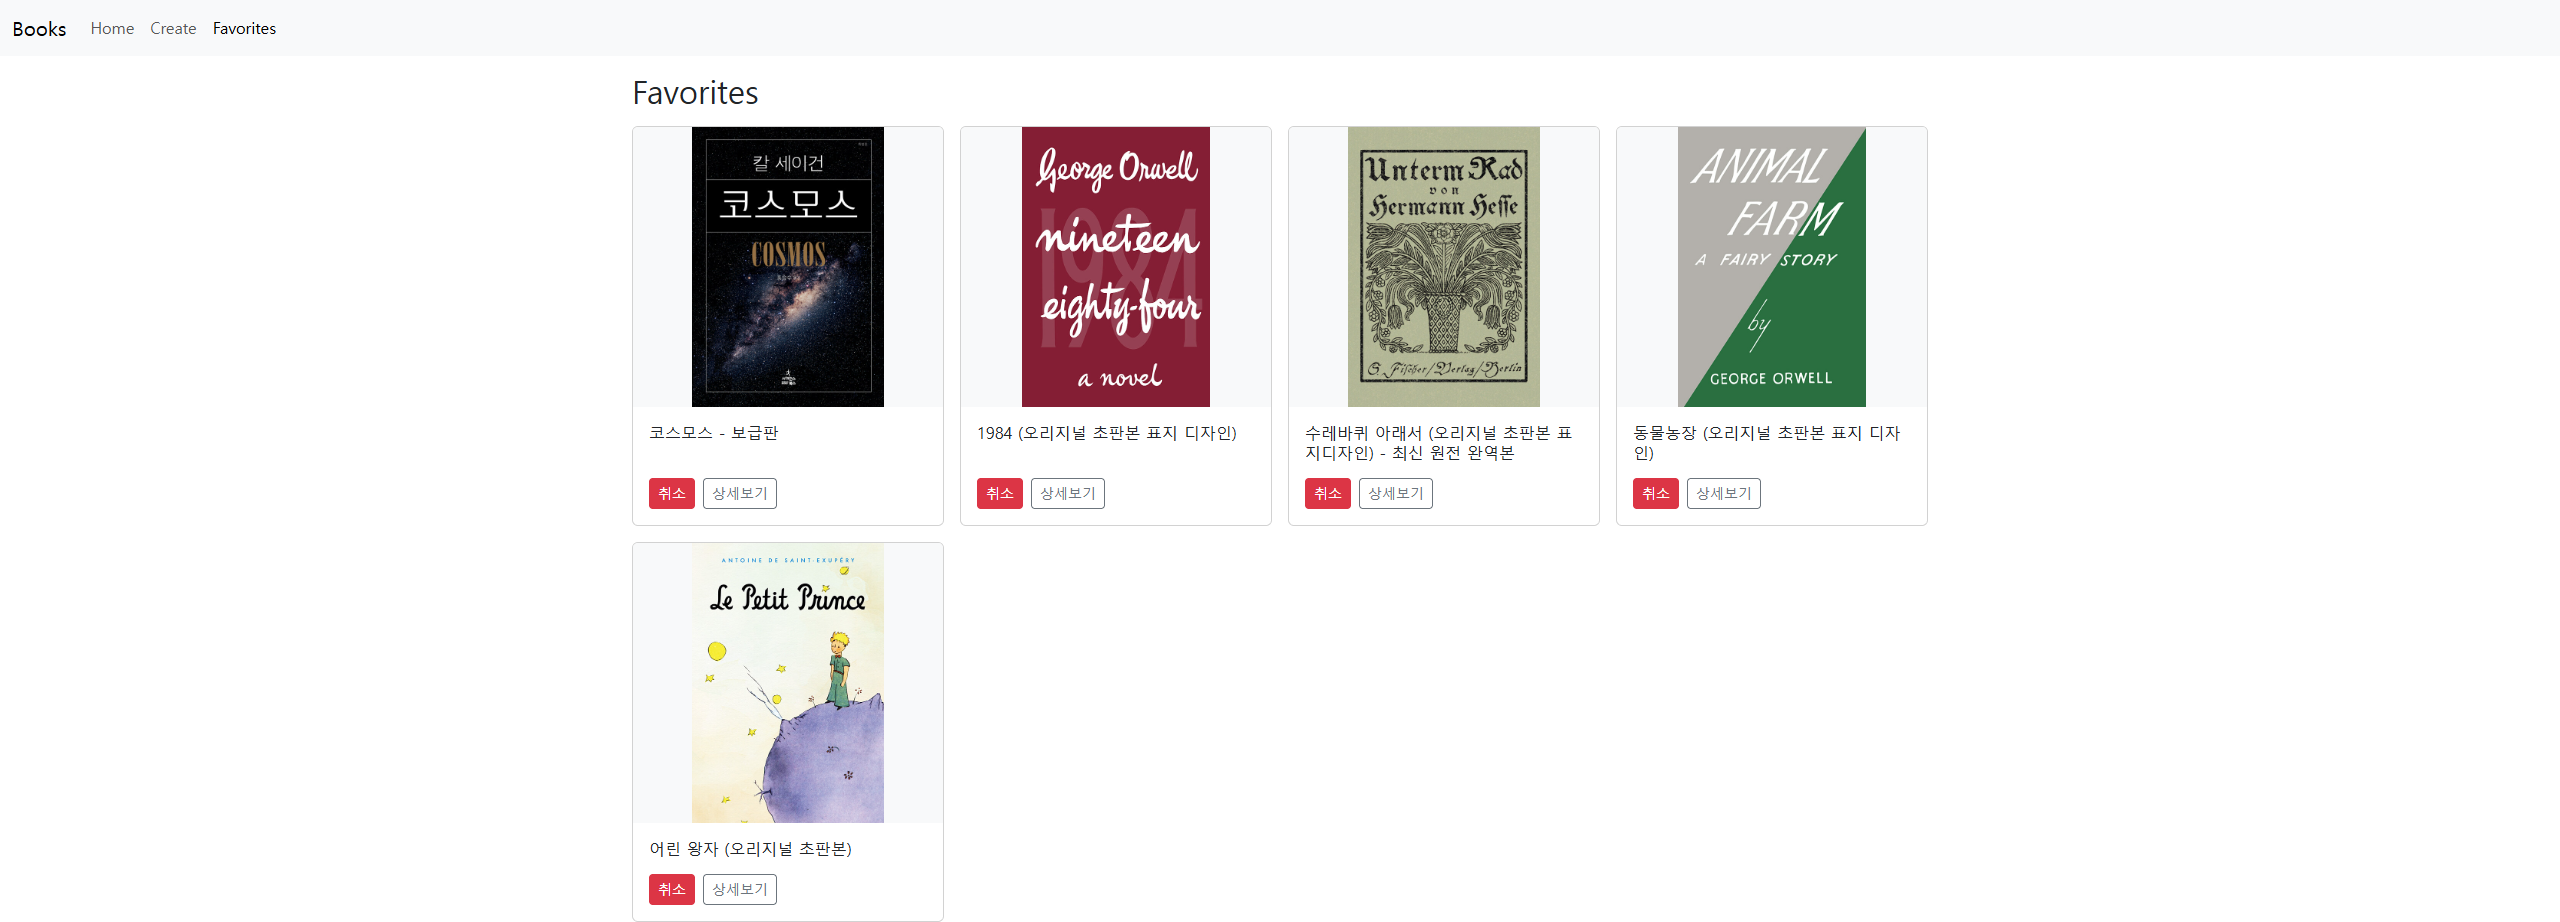 Books Home Create Favorites
Favorites
칼 세이건
코스모스
COSMOS
George Orwell
1984
nineteen
eighty-four
a novel
Unterm Rad
von
Hermann Hesse
S. Fischer/Verlag/Berlin
ANIMAL
FARM
A FAIRY STORY
by
GEORGE ORWELL
코스모스 - 보급판
취소 상세보기
1984 (오리지널 초판본 표지 디자인)
취소 상세보기
수레바퀴 아래서 (오리지널 초판본 표
지디자인) - 최신 원전 완역본
취소 상세보기
동물농장 (오리지널 초판본 표지 디자
인)
취소 상세보기
ANTOINE DE SAINT-EXUPÉRY
Le Petit Prince
어린 왕자 (오리지널 초판본)
취소 상세보기